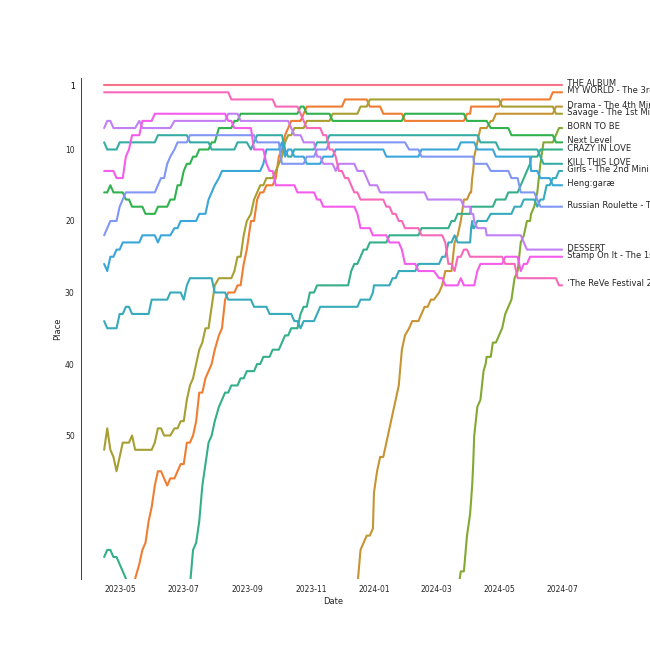 THE ALBUM
MY WORLD - The 3r
Drama - The 4th Min
Savage - The 1st Mi
BORN TO BE
Next Level
CRAZY IN LOVE
KILL THIS LOVE
Girls - The 2nd Mini
Heng:garæ
Russian Roulette - T
DESSERT
Stamp On It - The 1s
'The ReVe Festival 2
1
10
20
30
40
50
Place
2023-05 2023-07 2023-09 2023-11 2024-01 2024-03 2024-05 2024-07
Date